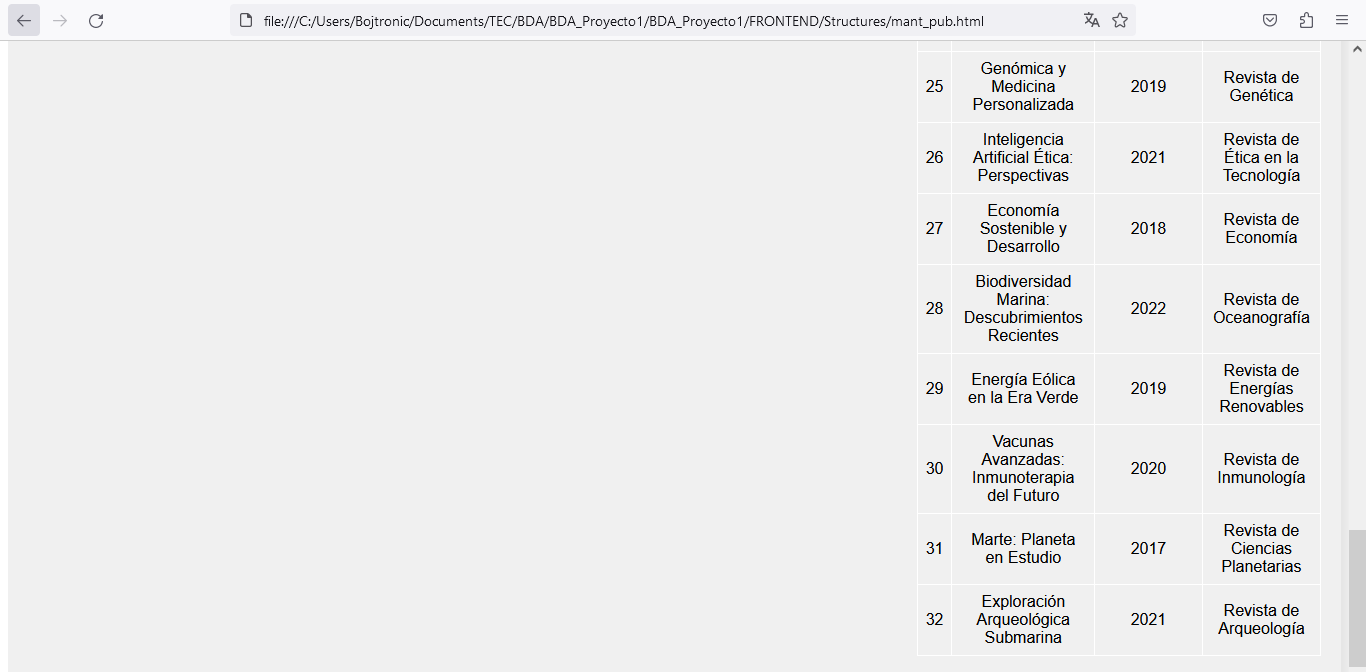 file:///C:/Users/Bojtronic/Documents/TEC/BDA/BDA_Proyecto1/BDA_Proyecto1/FRONTEND/Structures/mant_pub.html
25
Genómica y
Medicina
Personalizada
2019
Revista de
Genética
26
Inteligencia
Artificial Ética:
Perspectivas
2021
Revista de
Ética en la
Tecnología
27
Economía
Sostenible y
Desarrollo
2018
Revista de
Economía
28
Biodiversidad
Marina:
Descubrimientos
Recientes
2022
Revista de
Oceanografía
29
Energía Eólica
en la Era Verde
2019
Revista de
Energías
Renovables
30
Vacunas
Avanzadas:
Inmunoterapia
del Futuro
2020
Revista de
Inmunología
31
Marte: Planeta
en Estudio
2017
Revista de
Ciencias
Planetarias
32
Exploración
Arqueológica
Submarina
2021
Revista de
Arqueología